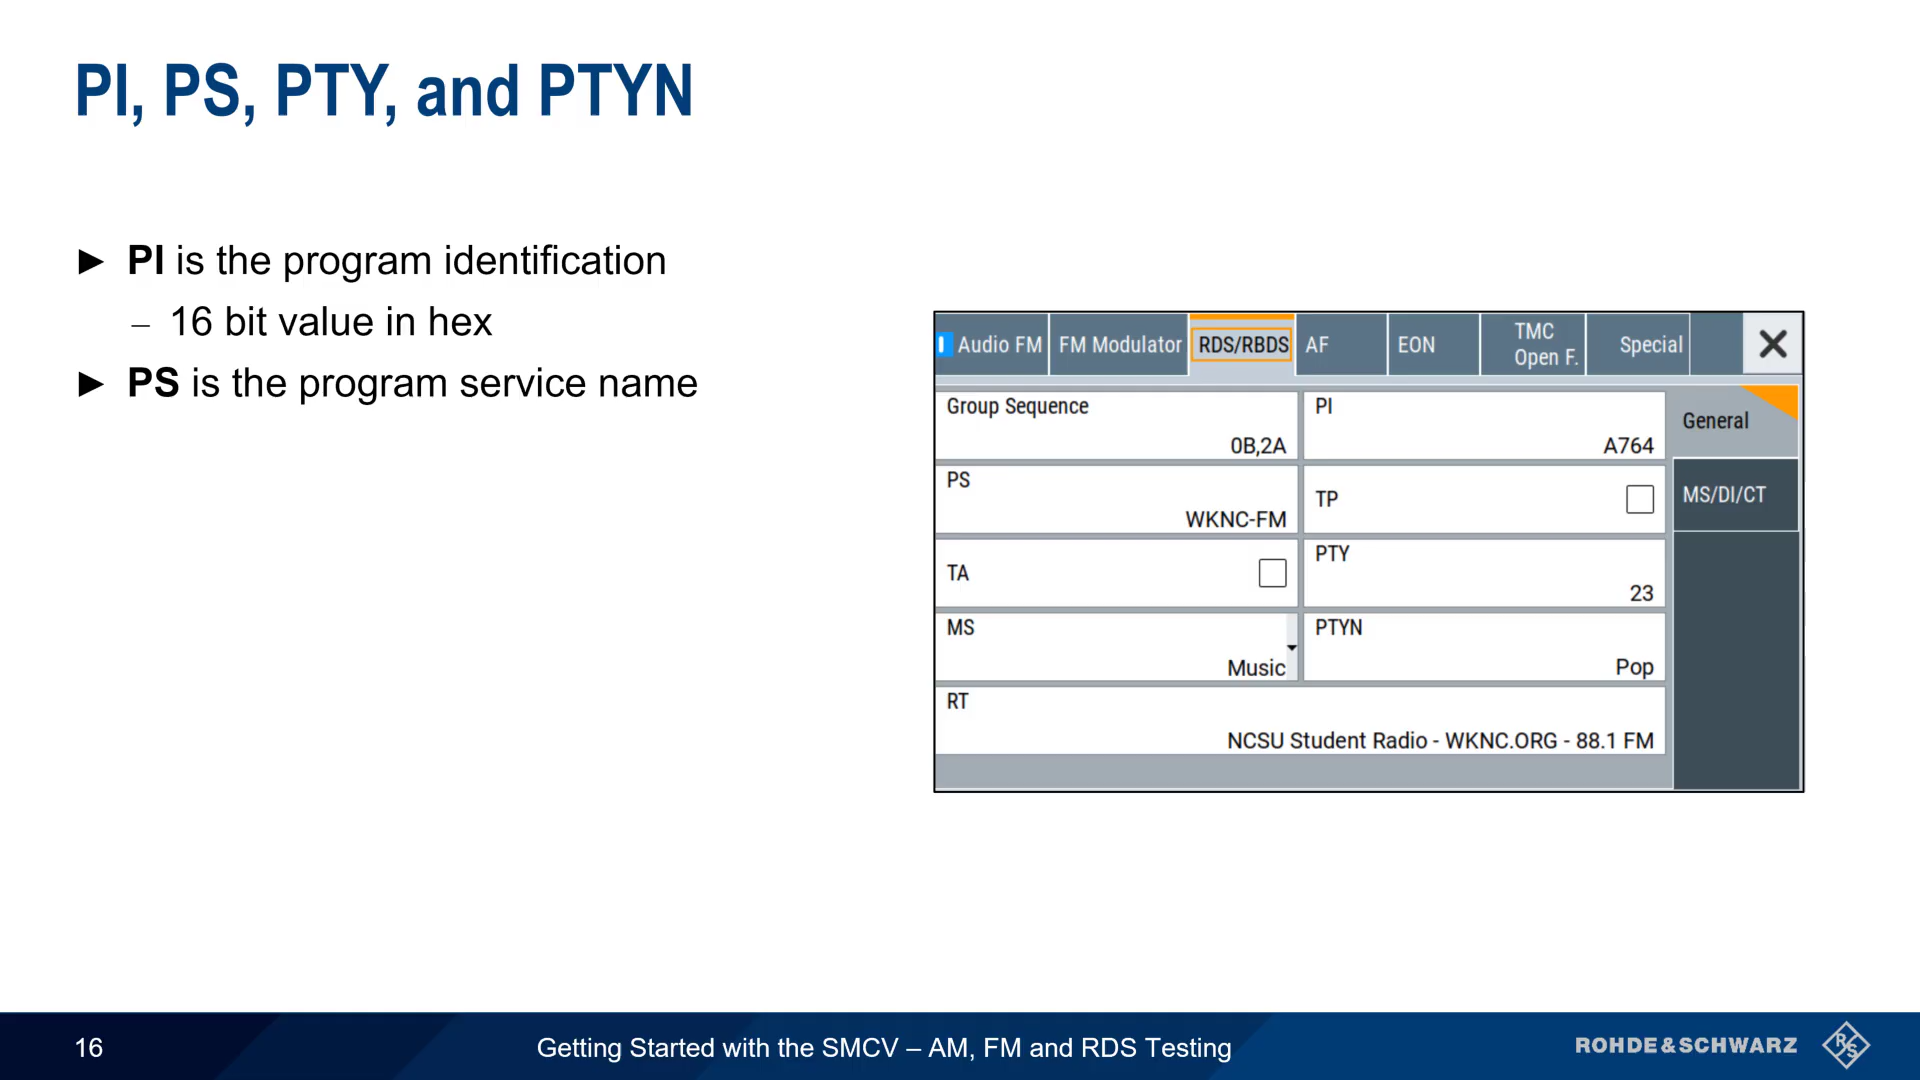 PI, PS, PTY, and PTYN
► PI is the program identification
– 16 bit value in hex
► PS is the program service name
Audio FM
FM Modulator
RDS/RBDS
AF
EON
TMC
Open F.
Special
Group Sequence
0B,2A
PI
A764
General
PS
WKNC-FM
TP
MS/DI/CT
TA
PTY
23
MS
Music
PTYN
Pop
RT
NCSU Student Radio - WKNC.ORG - 88.1 FM
16
Getting Started with the SMCV – AM, FM and RDS Testing
ROHDE&SCHWARZ
R&S